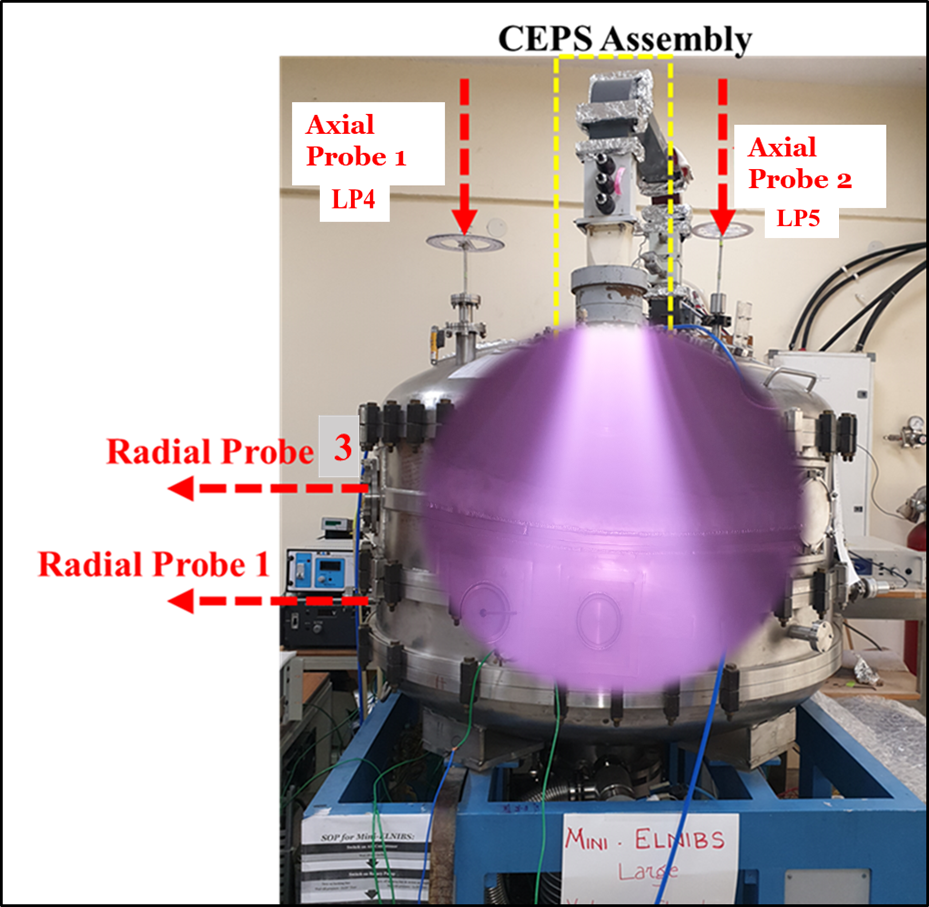 CEPS Assembly
Axial
Probe 1
LP4
Axial
Probe 2
LP5
Radial Probe 3
Radial Probe 1
SOP for Mini-ELNIBS:
MINI - ELNIBS
Large